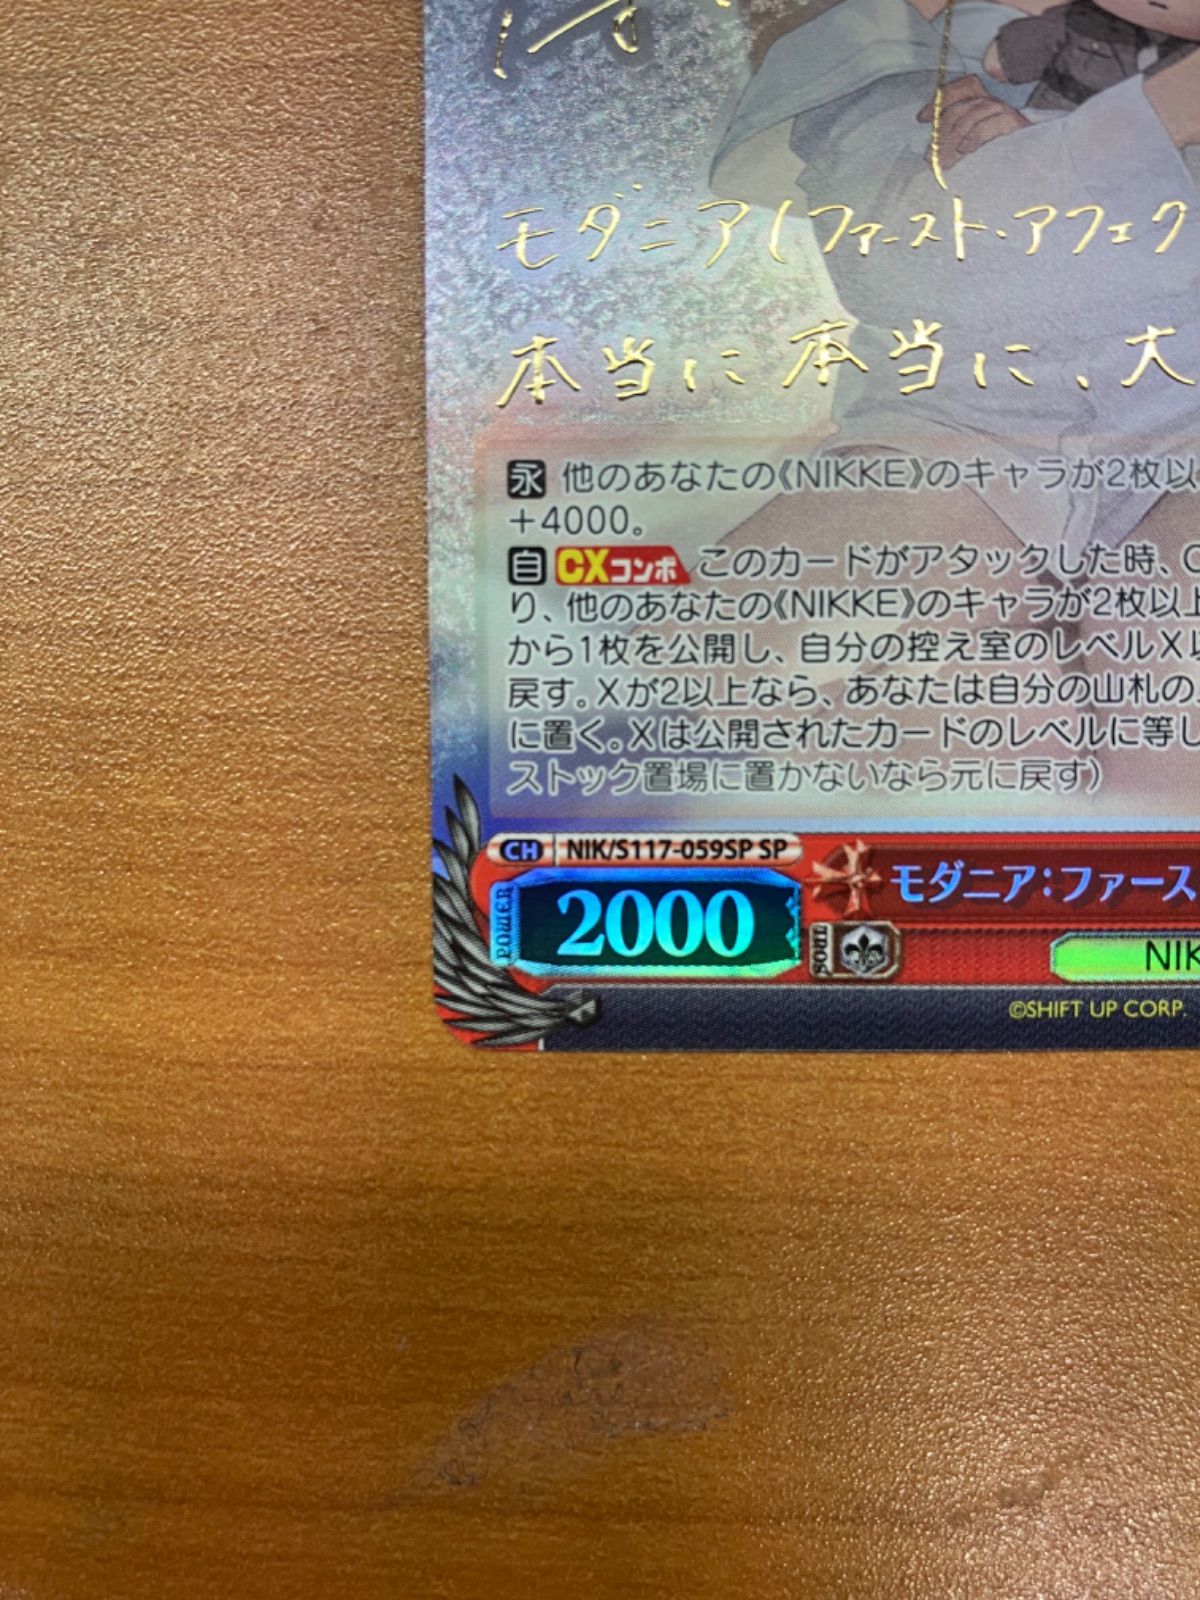 モダニア(ファースト・アフェク
本当に本当に、大
永 他のあなたの《NIKKE》のキャラが2枚以
+4000。
自 CXコンボ このカードがアタックした時、C
り、他のあなたの《NIKKE》のキャラが2枚以上
から1枚を公開し、自分の控え室のレベルX以
戻す。Xが2以上なら、あなたは自分の山札の
に置く。Xは公開されたカードのレベルに等し
ストック置場に置かないなら元に戻す)
CH NIK/S117-059SP SP
POWER 2000 モダニア:ファース
SOUL NIK
©SHIFT UP CORP.